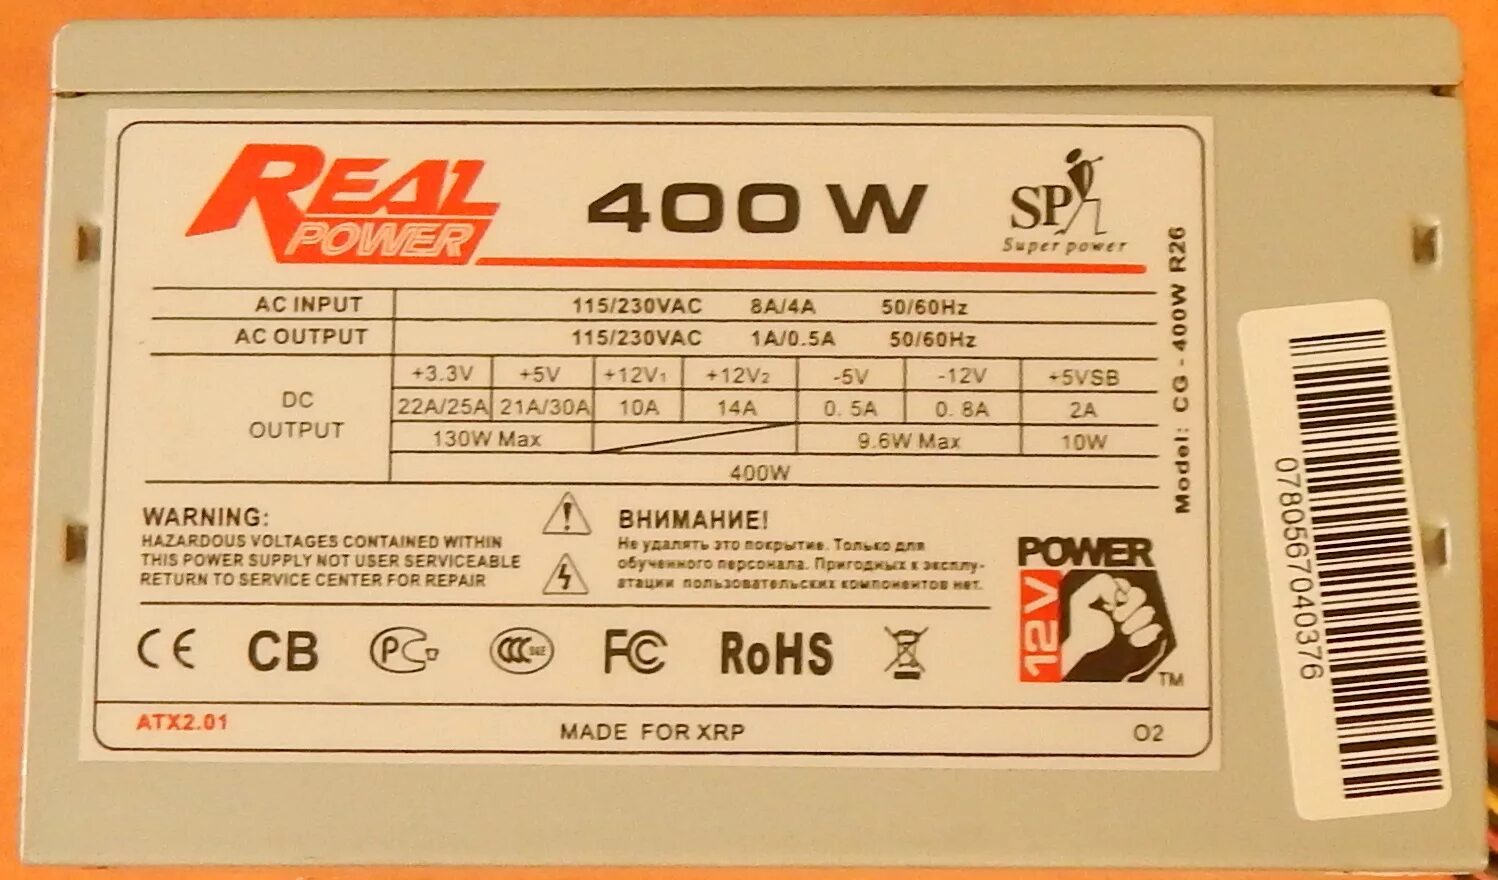 REAL
POWER
400 W
SP
Super power
AC INPUT 115/230VAC 8A/4A 50/60Hz
AC OUTPUT 115/230VAC 1A/0.5A 50/60Hz
DC
OUTPUT
+3.3V +5V +12V1 +12V2 -5V -12V +5VSB
22A/25A 21A/30A 10A 14A 0.5A 0.8A 2A
130W Max 9.6W Max 10W
400W
Model: CG - 400W R26
WARNING:
HAZARDOUS VOLTAGES CONTAINED WITHIN
THIS POWER SUPPLY NOT USER SERVICEABLE
RETURN TO SERVICE CENTER FOR REPAIR
ВНИМАНИЕ!
Не удалять это покрытие. Только для
обученного персонала. Пригодных к эксплу-
атации пользовательских компонентов нет.
POWER
12V
TM
CE CB PC CCC FC RoHS
ATX2.01 MADE FOR XRP O2
0780567040376